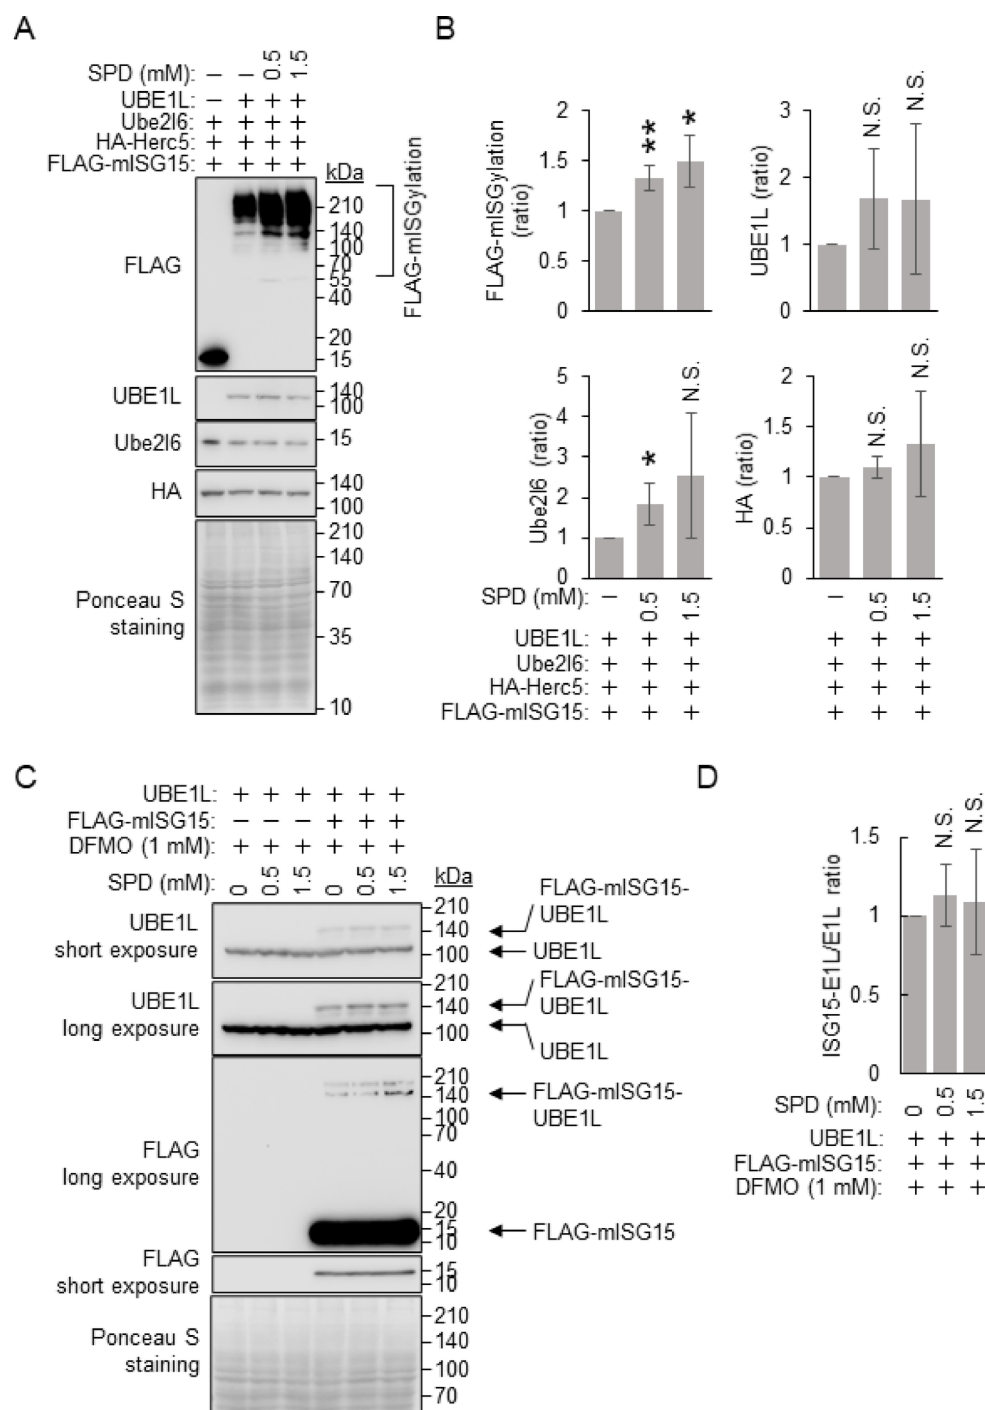 A
SPD (mM): – – 0.5 1.5
UBE1L: – + + +
Ube2l6: + + + +
HA-Herc5: + + + +
FLAG-mISG15: + + + +
kDa
FLAG
210
140
100
70
55
40
20
15
FLAG-mISGylation
UBE1L
140
100
Ube2l6
15
HA
140
100
Ponceau S
staining
210
140
70
35
10
B
FLAG-mISGylation
(ratio)
2
1.5
1
0.5
0
**
*
UBE1L (ratio)
3
2
1
0
N.S.
N.S.
Ube2l6 (ratio)
5
4
3
2
1
0
*
N.S.
HA (ratio)
2
1.5
1
0.5
0
N.S.
N.S.
SPD (mM): – 0.5 1.5 – 0.5 1.5
UBE1L: + + + + + +
Ube2l6: + + + + + +
HA-Herc5: + + + + + +
FLAG-mISG15: + + + + + +
C
UBE1L: + + + + + +
FLAG-mISG15: – – – + + +
DFMO (1 mM): + + + + + +
SPD (mM): 0 0.5 1.5 0 0.5 1.5
kDa
UBE1L
short exposure
210
140
100
FLAG-mISG15-
UBE1L
UBE1L
UBE1L
long exposure
210
140
100
FLAG-mISG15-
UBE1L
UBE1L
FLAG
long exposure
210
140
100
70
40
20
15
10
FLAG-mISG15-
UBE1L
FLAG-mISG15
FLAG
short exposure
15
10
Ponceau S
staining
210
140
100
70
D
ISG15-E1L/E1L ratio
1.5
1
0.5
0
N.S.
N.S.
SPD (mM): 0 0.5 1.5
UBE1L: + + +
FLAG-mISG15: + + +
DFMO (1 mM): + + +